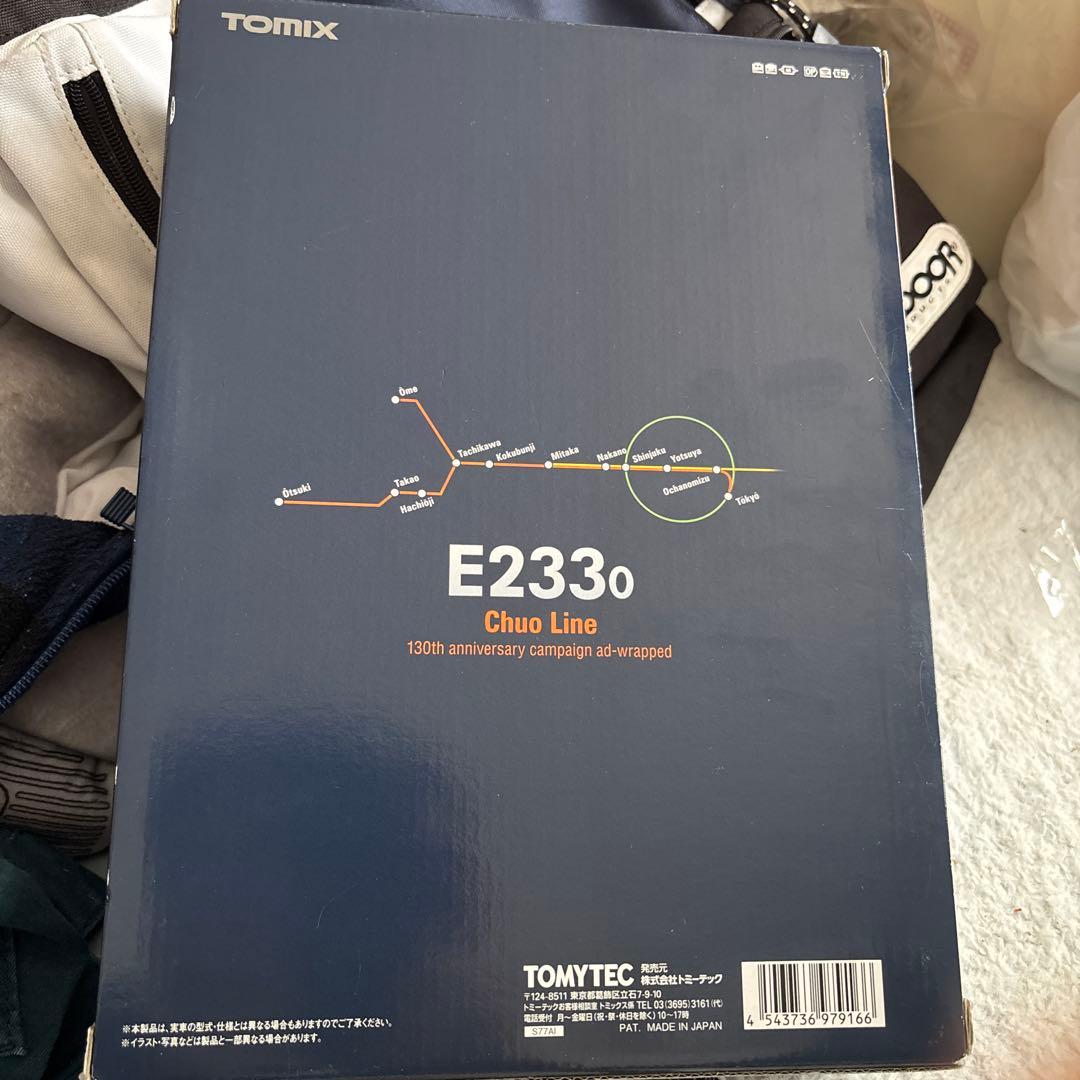 TOMIX
OP
Ōme
Tachikawa
Kokubunji
Mitaka
Nakano
Shinjuku
Yotsuya
Ochanomizu
Tōkyō
Takao
Hachiōji
Ōtsuki
E233 0
Chuo Line
130th anniversary campaign ad-wrapped
TOMYTEC 発売元 株式会社トミーテック
〒124-8511 東京都葛飾区立石7-9-10
トミーテックお客様相談室 トミックス係 TEL 03(3695)3161(代)
電話受付 月〜金曜日(祝・祭・休日を除く)10〜17時
S77AI PAT. MADE IN JAPAN
4 543736 979166
※本製品は、実車の型式・仕様とは異なる場合もありますのでご了承ください。
※イラスト・写真などは製品と一部異なる場合があります。